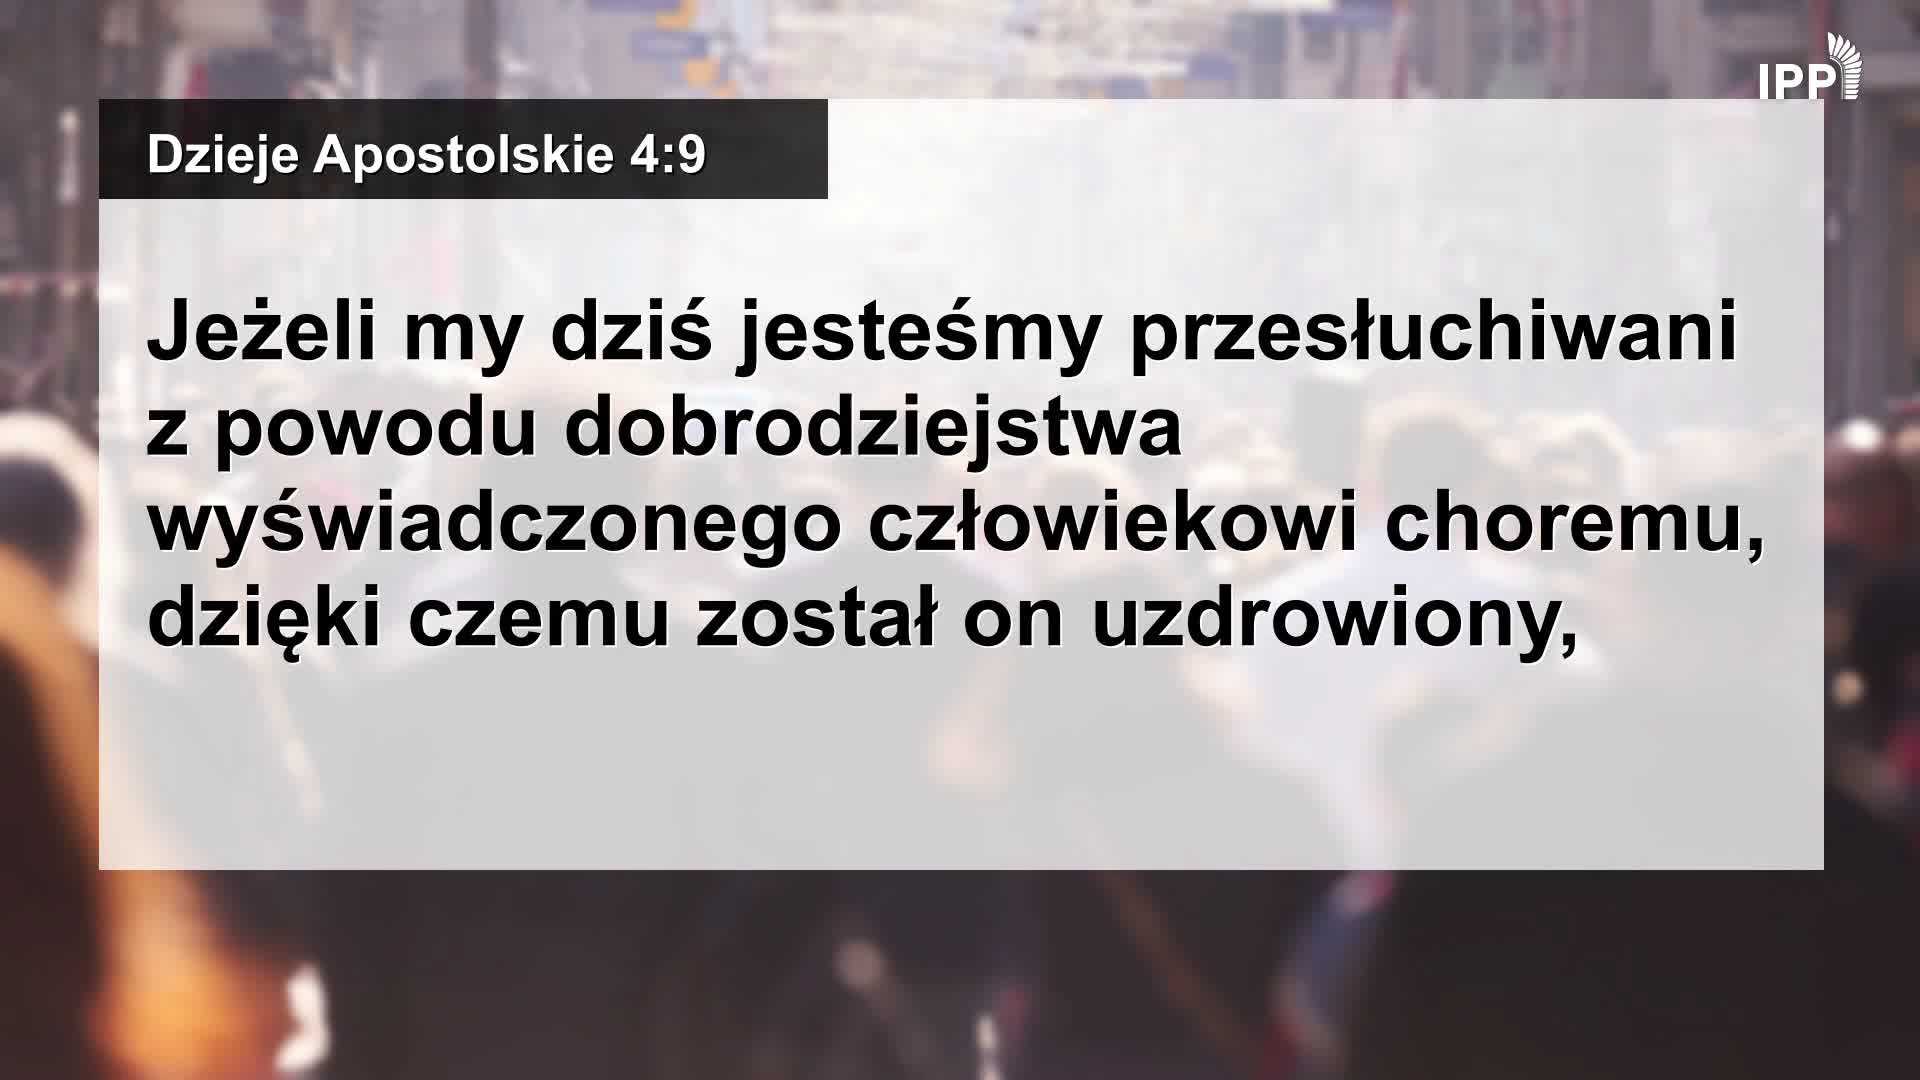 IPP
Dzieje Apostolskie 4:9
Jeżeli my dziś jesteśmy przesłuchiwani
z powodu dobrodziejstwa
wyświadczonego człowiekowi choremu,
dzięki czemu został on uzdrowiony,